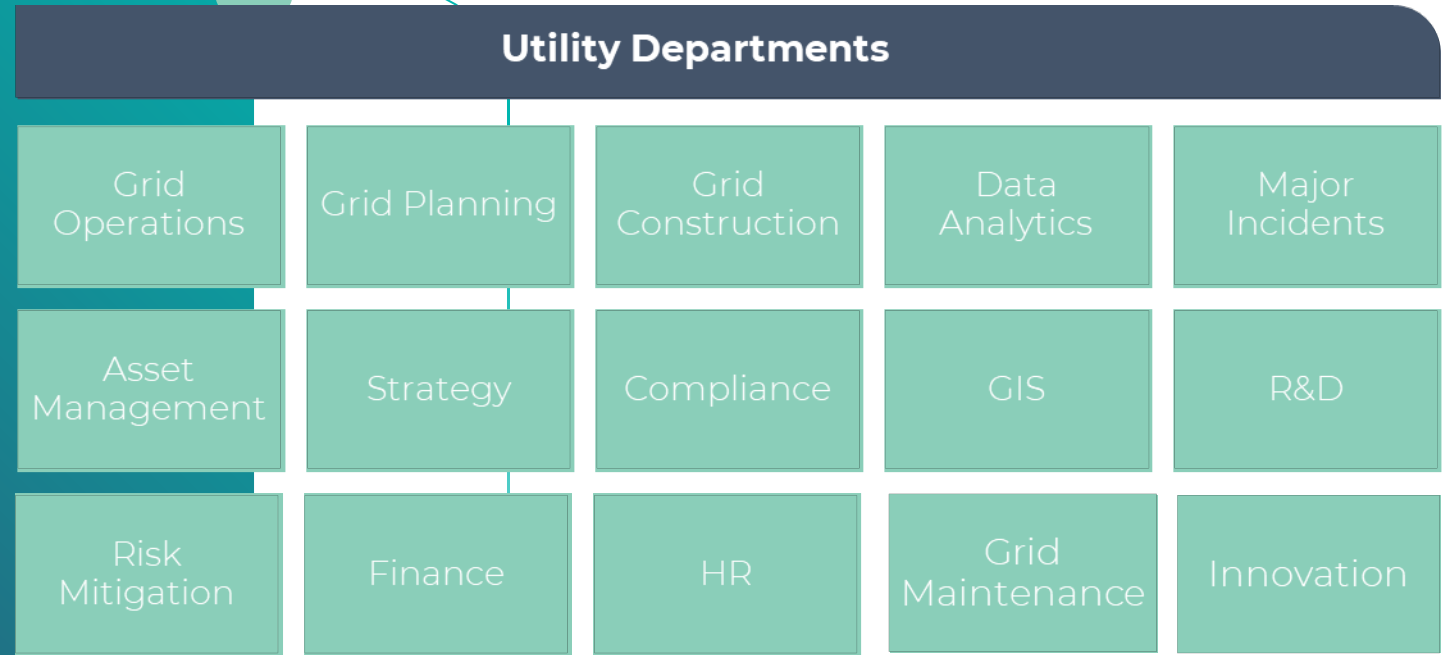 Utility Departments
Grid
Operations
Grid Planning
Grid
Construction
Data
Analytics
Major
Incidents
Asset
Management
Strategy
Compliance
GIS
R&D
Risk
Mitigation
Finance
HR
Grid
Maintenance
Innovation